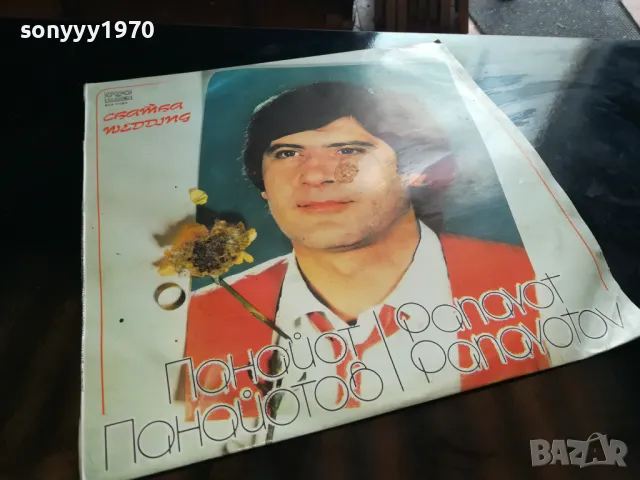 sonyyy1970
Сватба
WEDDING
Панайот | Panayot
Панайотов | Panayotov
BAZAR